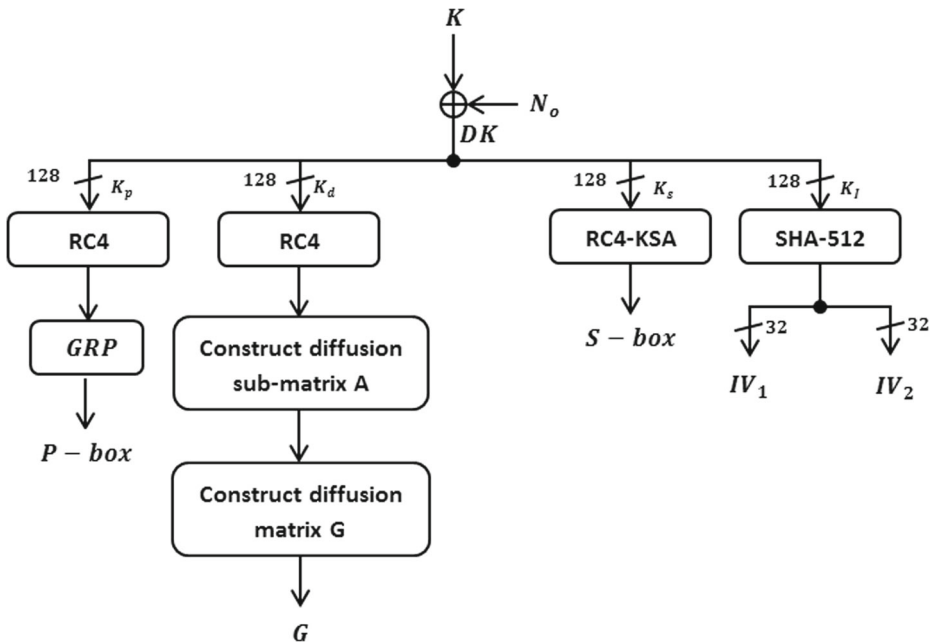 K
N_o
DK
128 K_p
128 K_d
128 K_s
128 K_I
RC4
RC4
RC4-KSA
SHA-512
GRP
Construct diffusion
sub-matrix A
S - box
32
32
IV_1
IV_2
P - box
Construct diffusion
matrix G
G